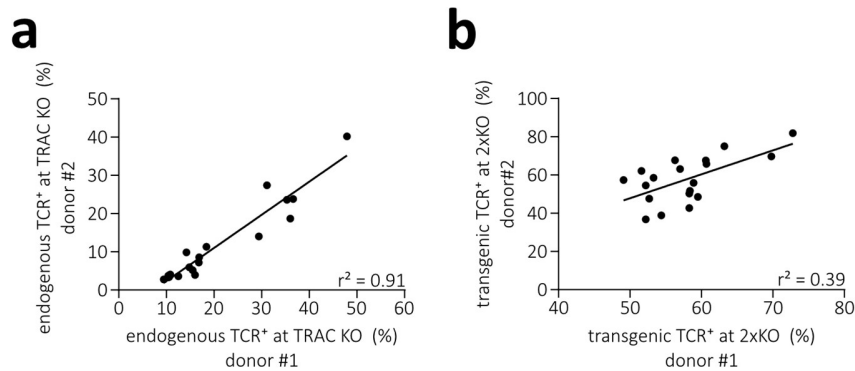 a
endogenous TCR⁺ at TRAC KO (%)
donor #2
50
40
30
20
10
0
0 10 20 30 40 50 60
r² = 0.91
endogenous TCR⁺ at TRAC KO (%)
donor #1
b
transgenic TCR⁺ at 2xKO (%)
donor#2
100
80
60
40
20
0
40 50 60 70 80
r² = 0.39
transgenic TCR⁺ at 2xKO (%)
donor #1